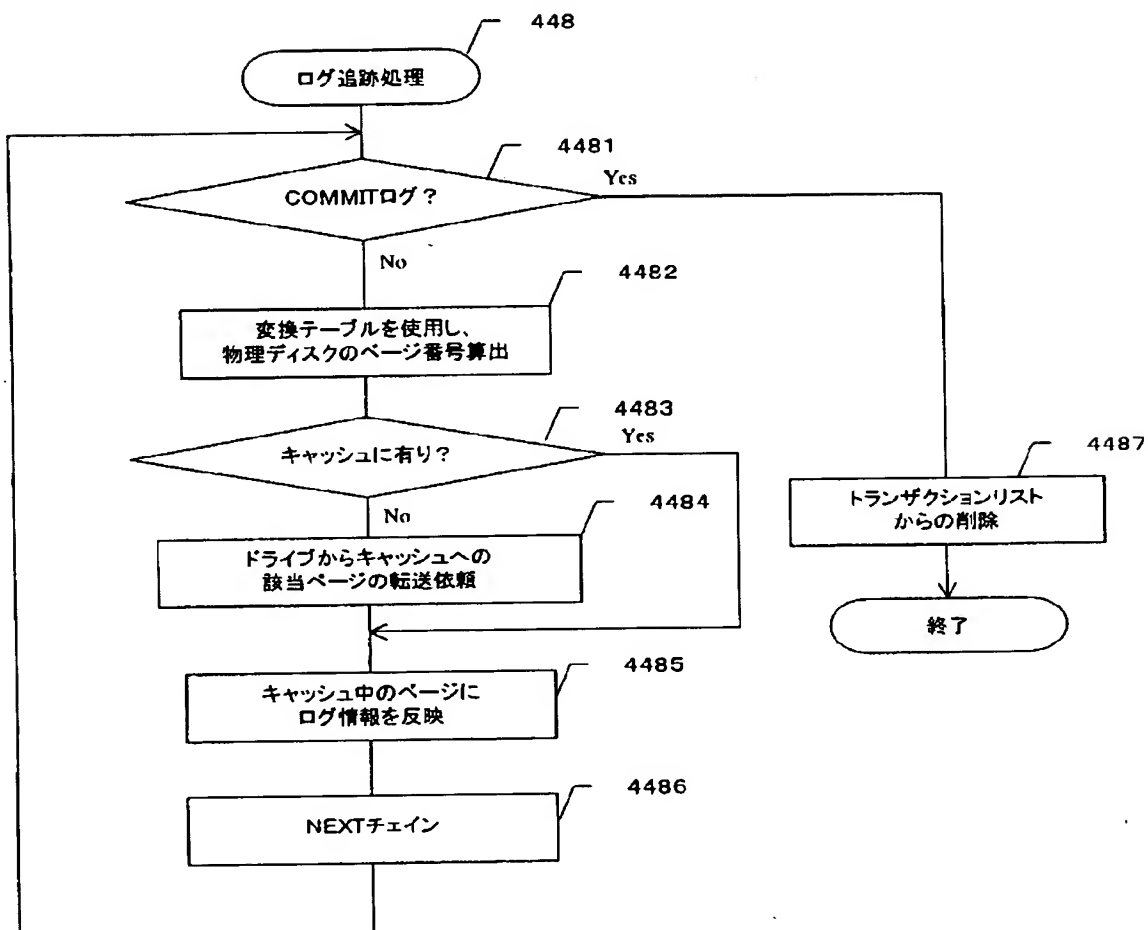 448
ログ追跡処理
4481
COMMITログ？
Yes
No
4482
変換テーブルを使用し、
物理ディスクのページ番号算出
4483
キャッシュに有り？
Yes
No
4484
ドライブからキャッシュへの
該当ページの転送依頼
4485
キャッシュ中のページに
ログ情報を反映
4486
NEXTチェイン
4487
トランザクションリスト
からの削除
終了